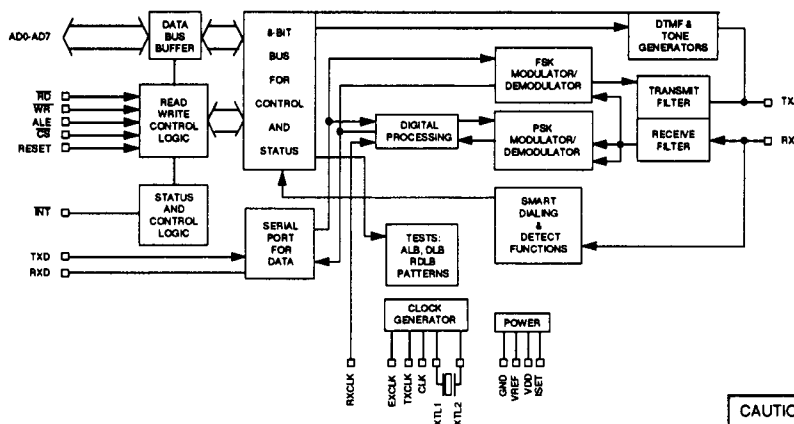 AD0-AD7
DATA
BUS
BUFFER
8-BIT
BUS
FOR
CONTROL
AND
STATUS
DTMF &
TONE
GENERATORS
FSK
MODULATOR/
DEMODULATOR
TRANSMIT
FILTER
TX
RD
WR
ALE
CS
RESET
READ
WRITE
CONTROL
LOGIC
DIGITAL
PROCESSING
PSK
MODULATOR/
DEMODULATOR
RECEIVE
FILTER
RX
INT
STATUS
AND
CONTROL
LOGIC
SMART
DIALING
&
DETECT
FUNCTIONS
TXD
RXD
SERIAL
PORT
FOR
DATA
TESTS:
ALB, DLB
RDLB
PATTERNS
CLOCK
GENERATOR
POWER
RXCLK
EXCLK
TXCLK
CLK
XTL1
XTL2
GND
VREF
VDD
ISET
CAUTIO